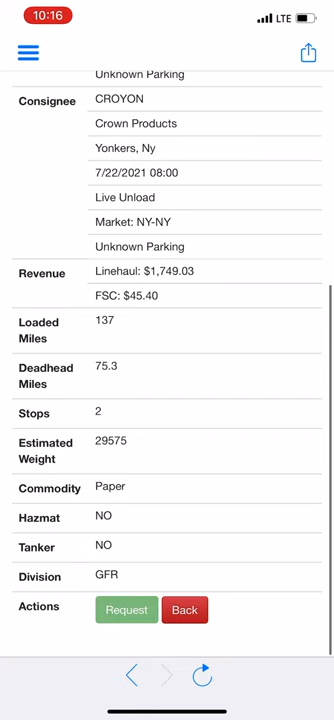 10:16
LTE
Unknown Parking
Consignee CROYON
Crown Products
Yonkers, Ny
7/22/2021 08:00
Live Unload
Market: NY-NY
Unknown Parking
Revenue Linehaul: $1,749.03
FSC: $45.40
Loaded Miles 137
Deadhead Miles 75.3
Stops 2
Estimated Weight 29575
Commodity Paper
Hazmat NO
Tanker NO
Division GFR
Actions Request Back